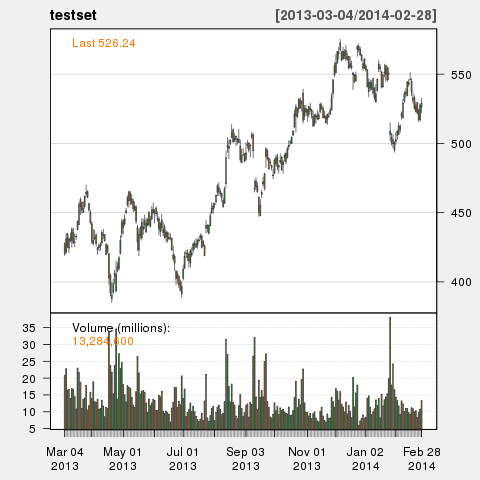 testset [2013-03-04/2014-02-28]
Last 526.24
550
500
450
400
Volume (millions):
13,284,600
35
30
25
20
15
10
5
Mar 04 2013
May 01 2013
Jul 01 2013
Sep 03 2013
Nov 01 2013
Jan 02 2014
Feb 28 2014